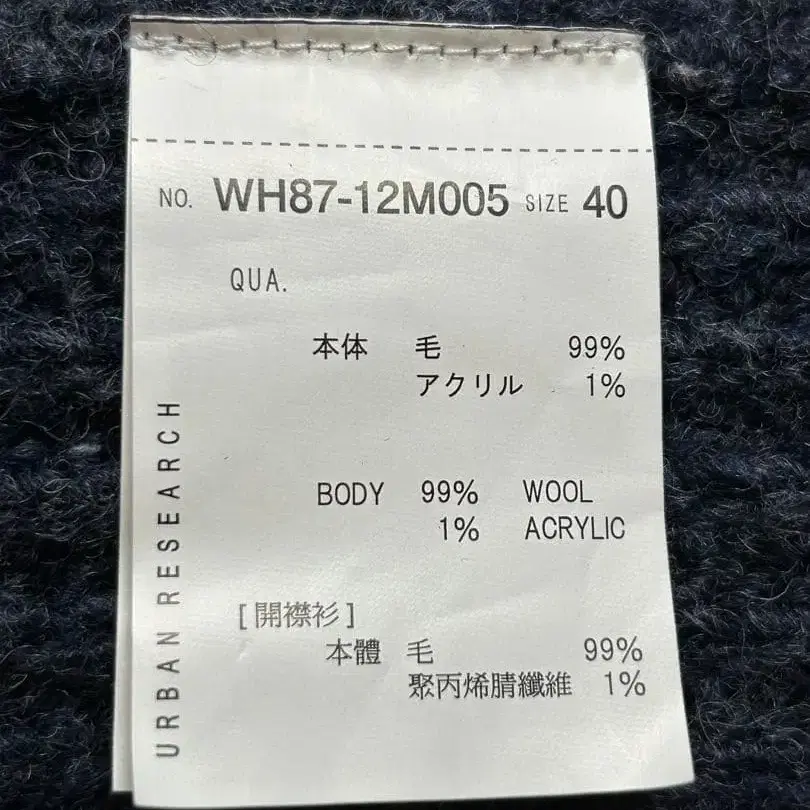 NO. WH87-12M005 SIZE 40
QUA.
本体 毛 99%
アクリル 1%
BODY 99% WOOL
1% ACRYLIC
[開襟衫]
本體 毛 99%
聚丙烯腈纖維 1%
URBAN RESEARCH